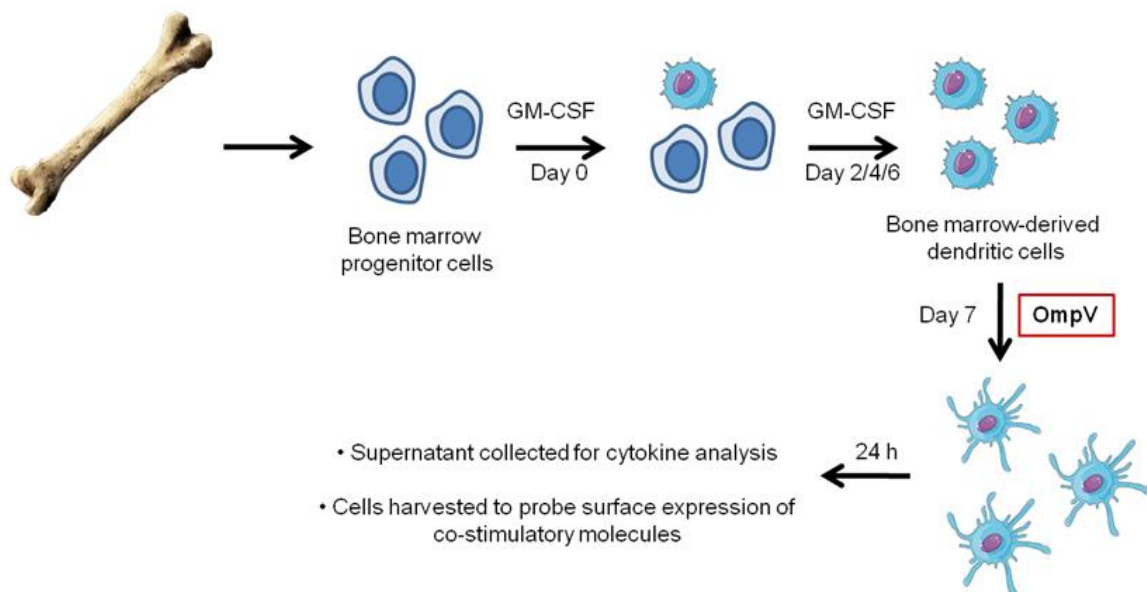 GM-CSF
Day 0
GM-CSF
Day 2/4/6
Bone marrow
progenitor cells
Bone marrow-derived
dendritic cells
Day 7
OmpV
24 h
• Supernatant collected for cytokine analysis
• Cells harvested to probe surface expression of
co-stimulatory molecules